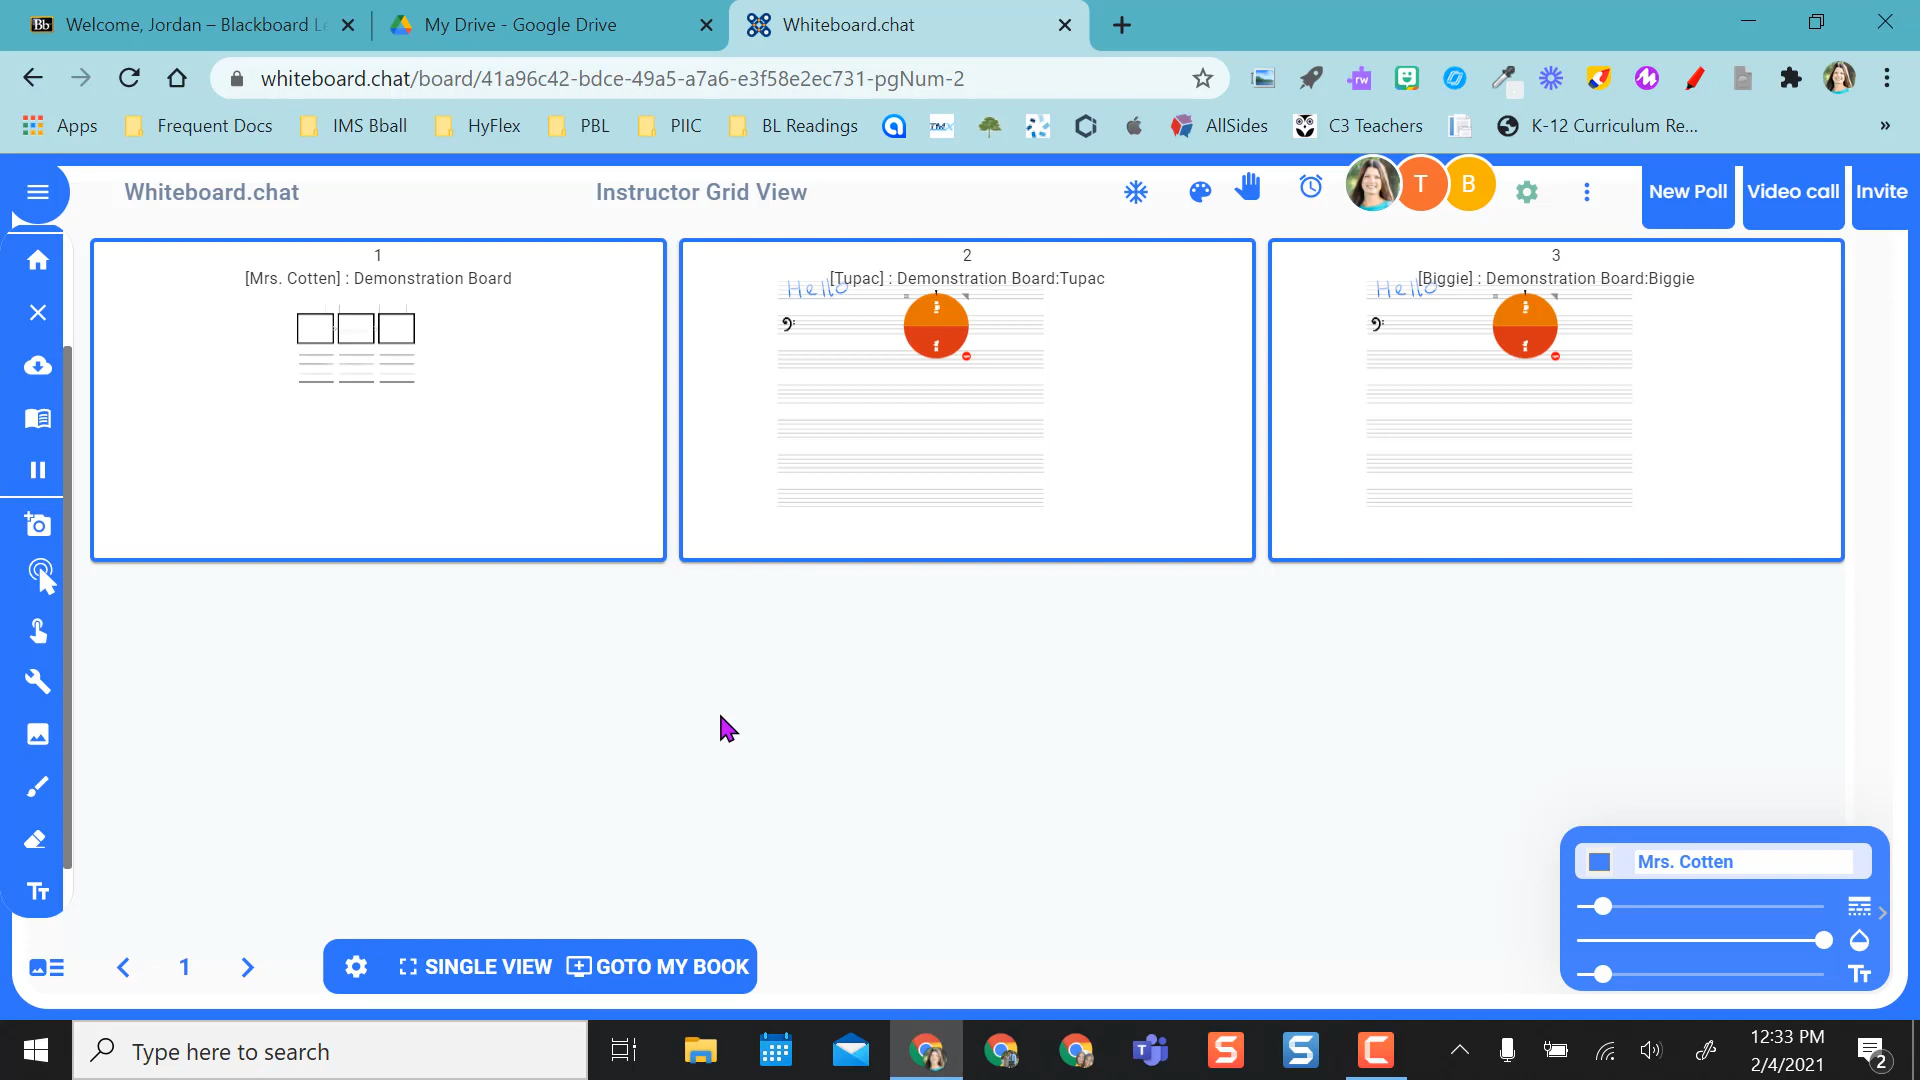 Welcome, Jordan – Blackboard Le
My Drive - Google Drive
Whiteboard.chat
whiteboard.chat/board/41a96c42-bdce-49a5-a7a6-e3f58e2ec731-pgNum-2
Apps
Frequent Docs
IMS Bball
HyFlex
PBL
PIIC
BL Readings
AllSides
C3 Teachers
K-12 Curriculum Re...
»
Whiteboard.chat
Instructor Grid View
T
B
New Poll
Video call
Invite
1
[Mrs. Cotten] : Demonstration Board
2
[Tupac] : Demonstration Board:Tupac
Hello
3
[Biggie] : Demonstration Board:Biggie
Hello
Mrs. Cotten
1
SINGLE VIEW
GOTO MY BOOK
Type here to search
12:33 PM
2/4/2021
2